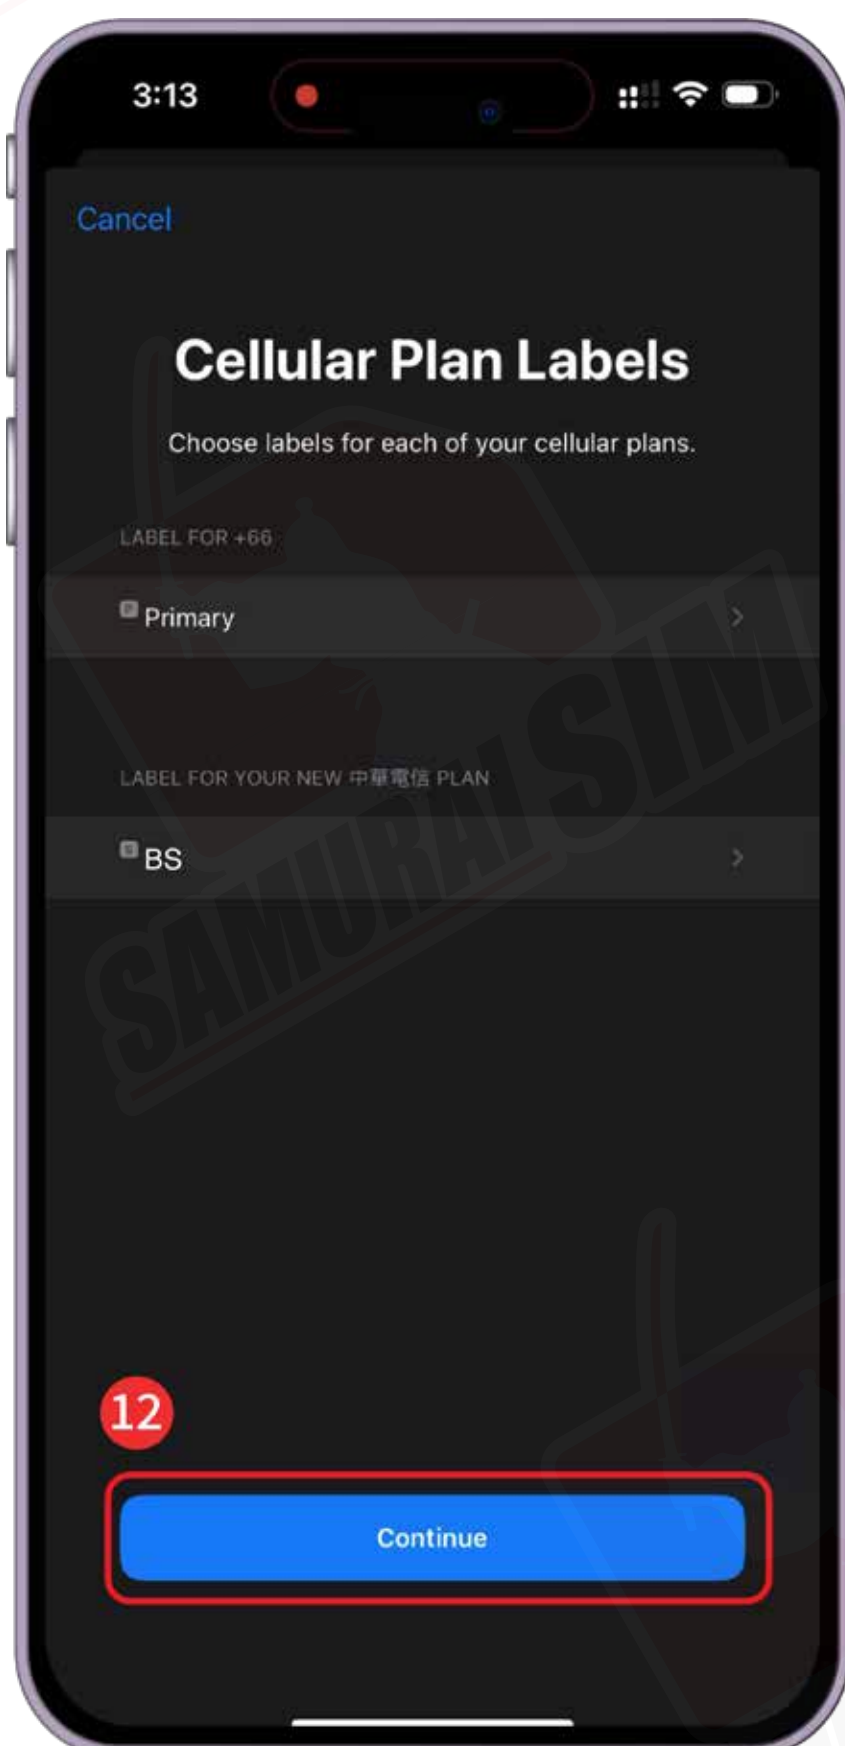 3:13
Cancel
Cellular Plan Labels
Choose labels for each of your cellular plans.
LABEL FOR +66
P Primary
LABEL FOR YOUR NEW 中華電信 PLAN
S BS
SAMURAI SIM
12
Continue